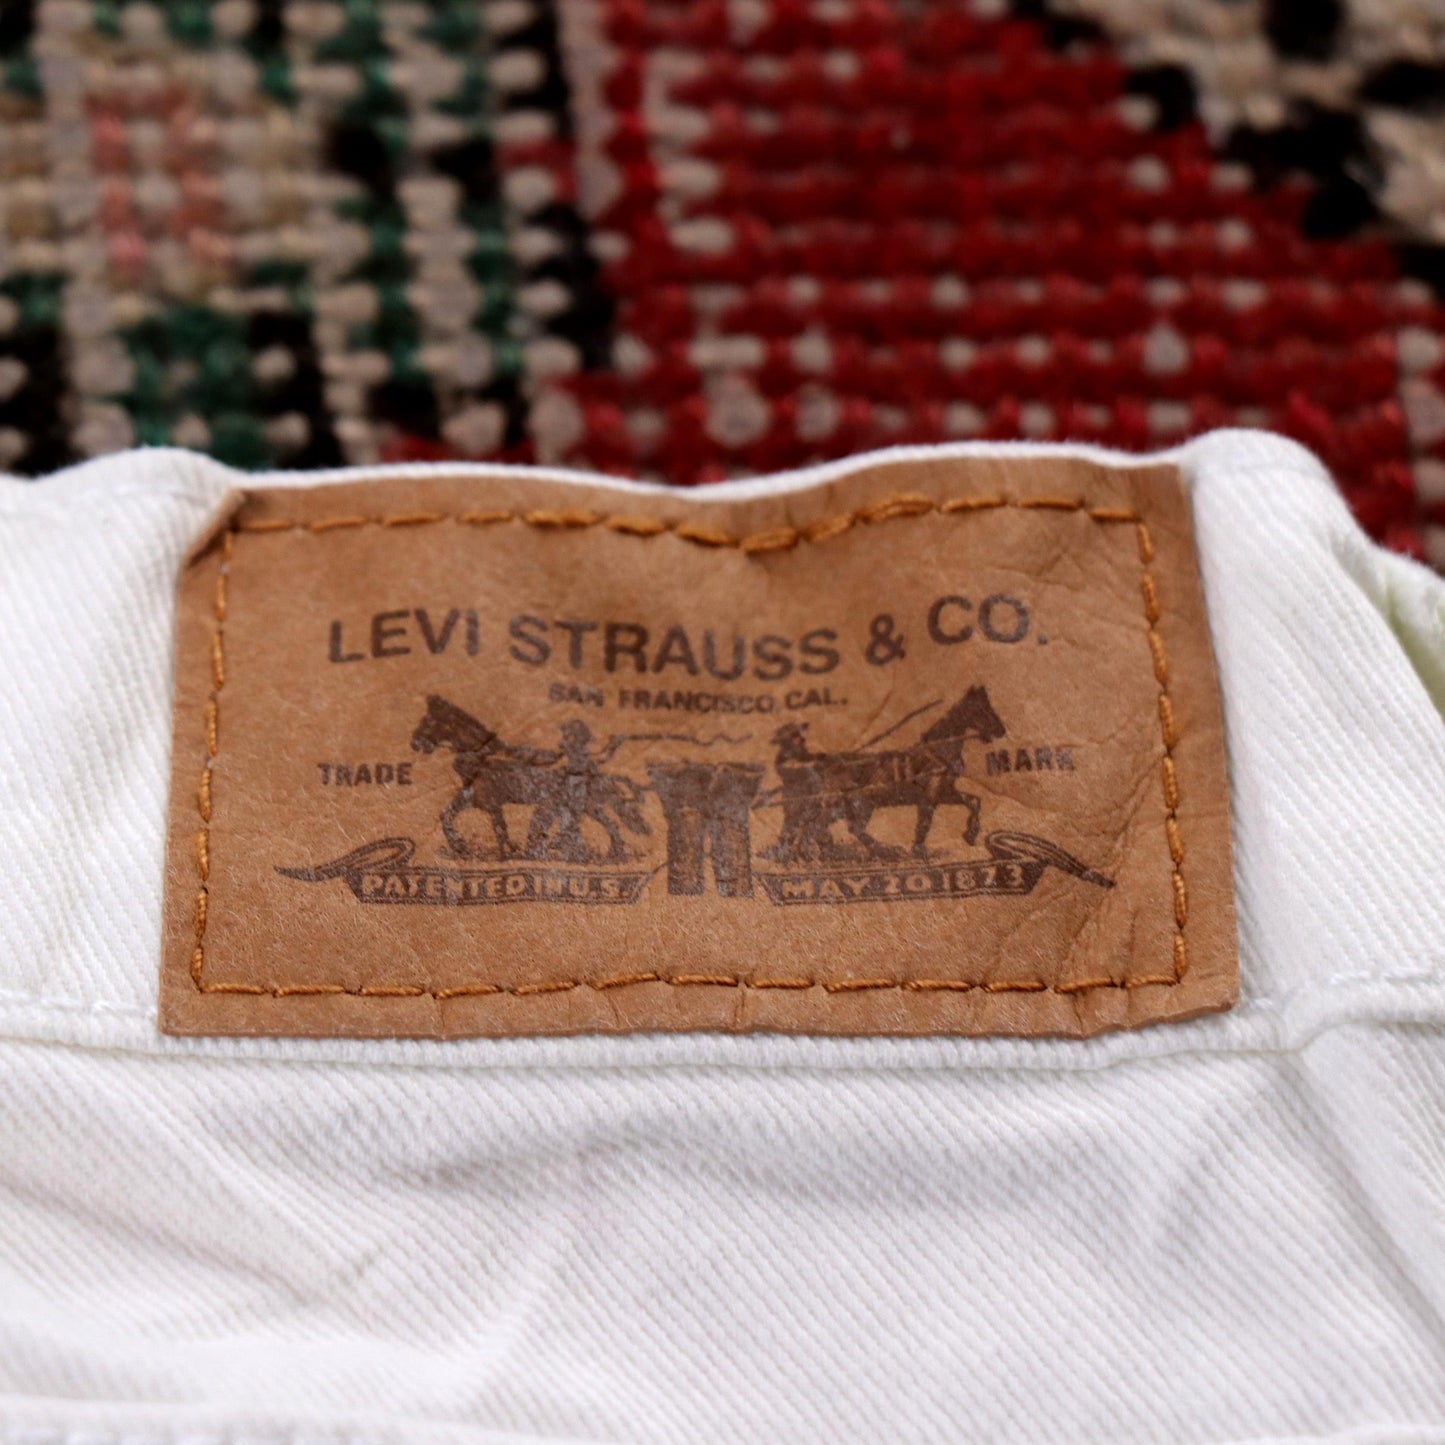 LEVI STRAUSS & CO.
SAN FRANCISCO, CAL.
TRADE MARK
PATENTED IN U.S. MAY 20 1873